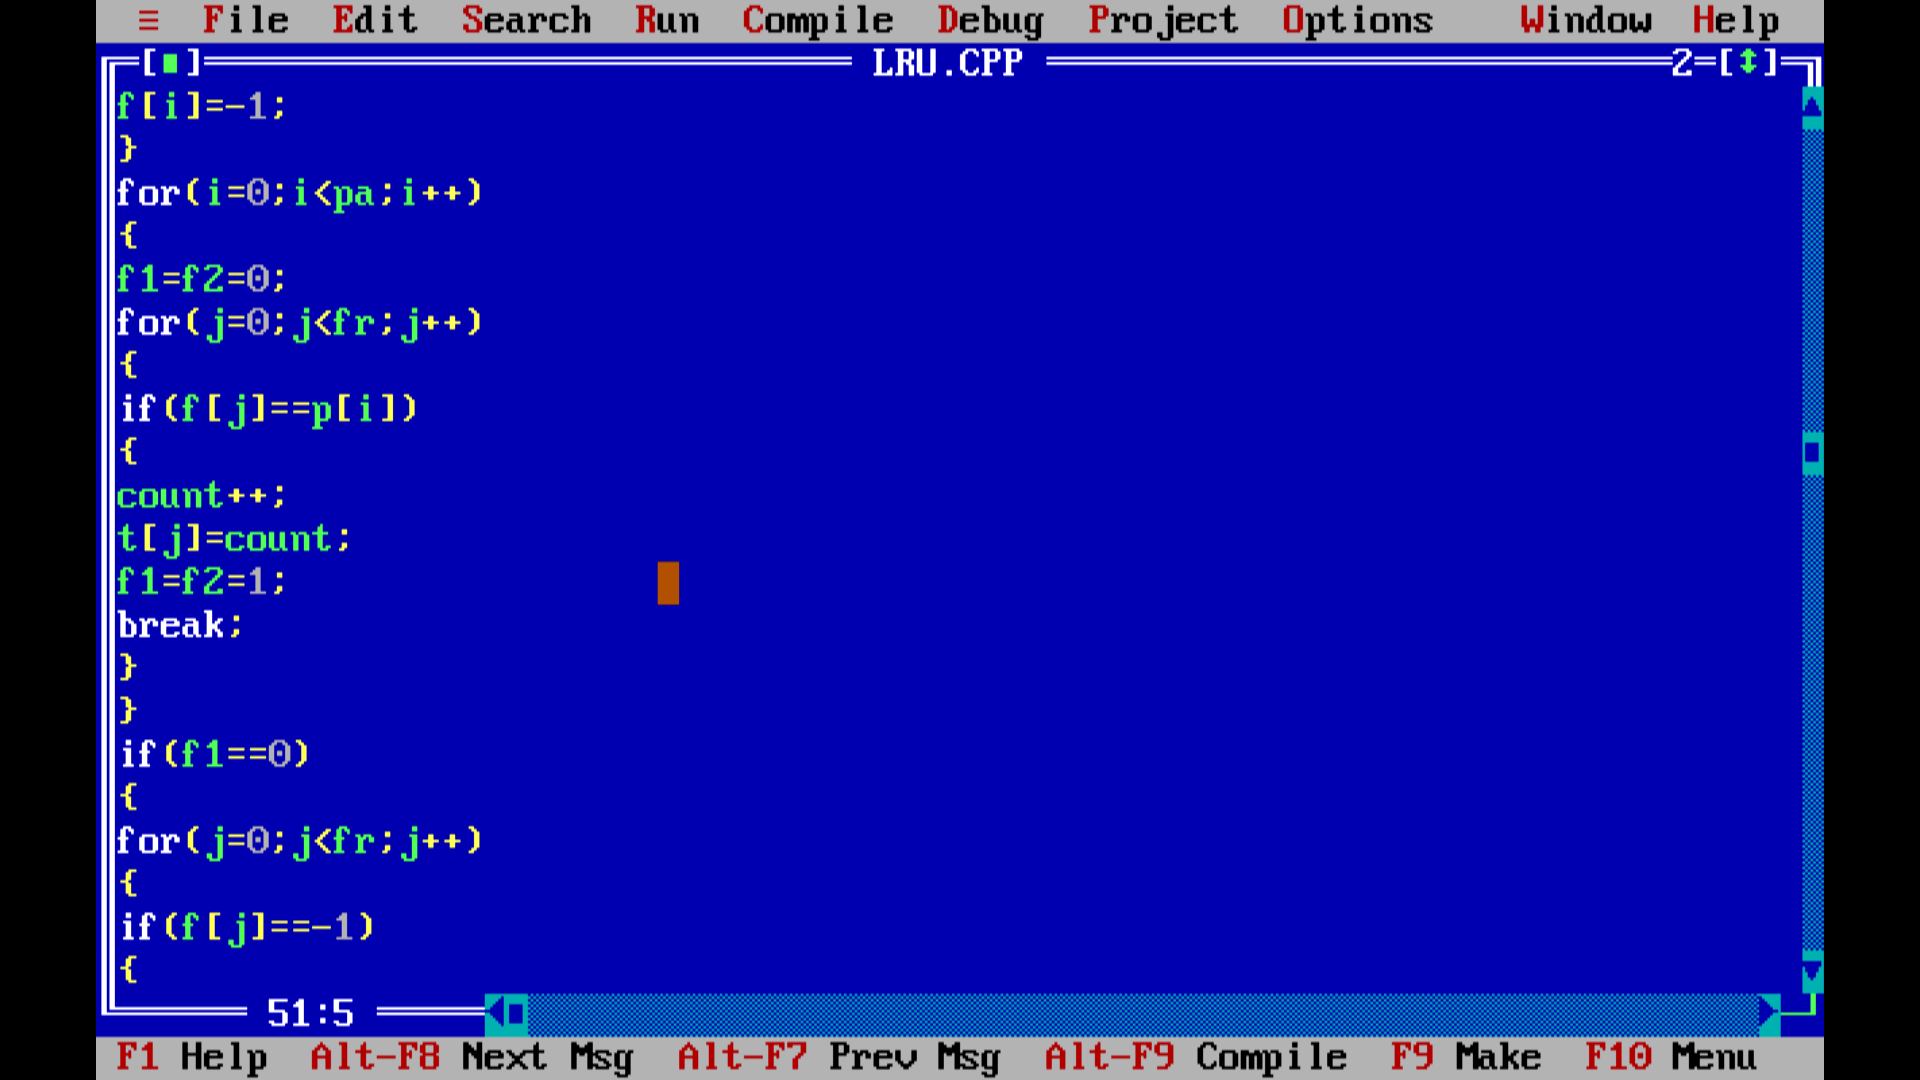 ≡ File Edit Search Run Compile Debug Project Options Window Help
[■] LRU.CPP 2=[↕]
f[i]=-1;
}
for(i=0;i<pa;i++)
{
f1=f2=0;
for(j=0;j<fr;j++)
{
if(f[j]==p[i])
{
count++;
t[j]=count;
f1=f2=1;
break;
}
}
if(f1==0)
{
for(j=0;j<fr;j++)
{
if(f[j]==-1)
{
51:5
F1 Help Alt-F8 Next Msg Alt-F7 Prev Msg Alt-F9 Compile F9 Make F10 Menu